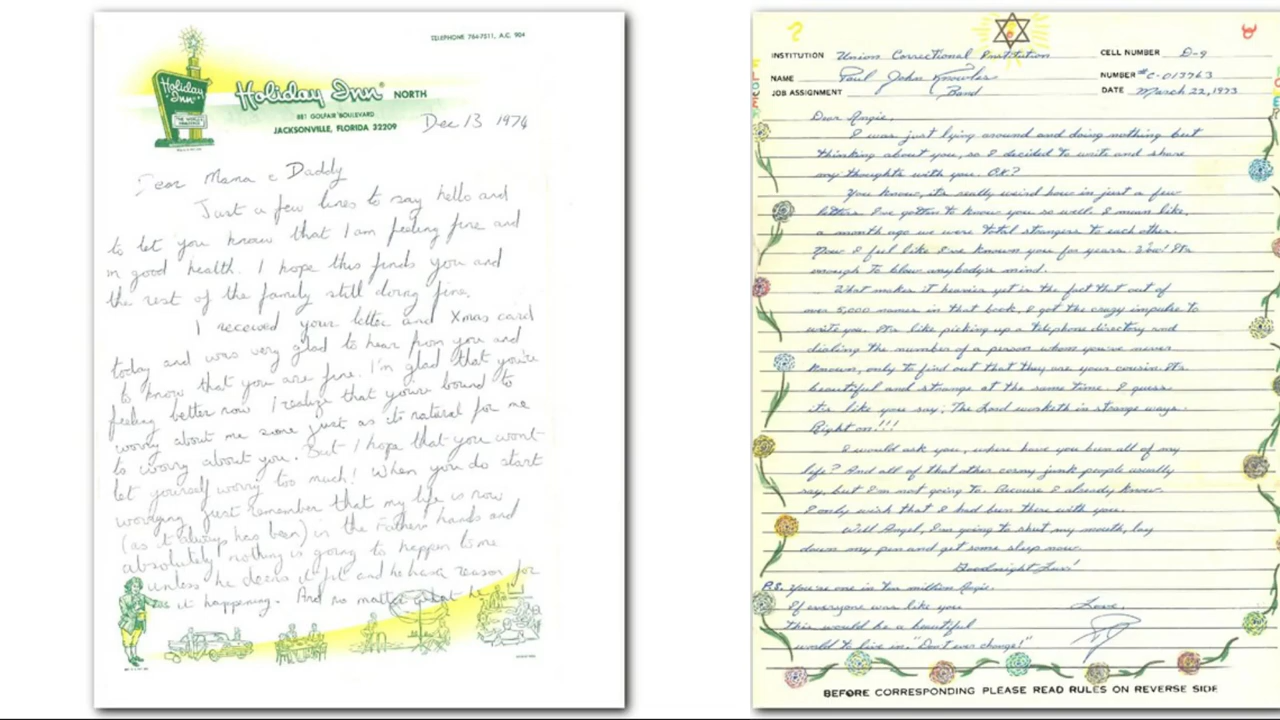 TELEPHONE 764-7511, A.C. 904
Holiday
Inn
Holiday Inn NORTH
881 GOLFAIR BOULEVARD
JACKSONVILLE, FLORIDA 32209
Dec 13 1974
Dear Mama & Daddy
Just a few lines to say hello and
to let you know that I am feeling fine and
in good health. I hope this finds you and
the rest of the family still doing fine.
I received your letter and Xmas card
today and was very glad to hear from you and
that you are fine. I'm glad that you're
feeling better now. I realize that you're bound to
worry about me some just as it's natural for me
to worry about you. But I hope that you wont
let yourself worry too much. When you do start
remember that my life is now
as it always has been in the Father's hands and
nothing is going to happen to me
unless he and he has a reason for
it happening. And no matter what
INSTITUTION Union Correctional Institution CELL NUMBER D-9
NAME Paul John Knowles NUMBER #C-013763
JOB ASSIGNMENT Band DATE March 22, 1973
Dear Angie,
I was just lying around and doing nothing but
thinking about you, so I decided to write and share
my thoughts with you. OK?
You know, its really weird how in just a few
letters I've gotten to know you so well. I mean like,
a month ago we were total strangers to each other.
Now I feel like I've known you for years. Wow! It's
enough to blow anybody's mind.
What makes it heavier yet is the fact that out of
over 5,000 names in that book, I got the crazy impulse to
write you. It's like picking up a telephone directory and
dialing the number of a person whom you've never
known, only to find out that they are your cousin. It's
beautiful and strange at the same time. I guess
it's like you say; The Lord worketh in strange ways.
Right on!!!
I would ask you, where have you been all of my
life? And all of that other corny junk people usually
say, but I'm not going to. Because I already know.
I only wish that I had been there with you.
Well Angel, I'm going to shut my mouth, lay
down my pen and get some sleep now.
Goodnight Luv!
P.S. You're one in ten million Angie.
If everyone was like you Love,
this would be a beautiful
world to live in. "Don't ever change!"
BEFORE CORRESPONDING PLEASE READ RULES ON REVERSE SIDE